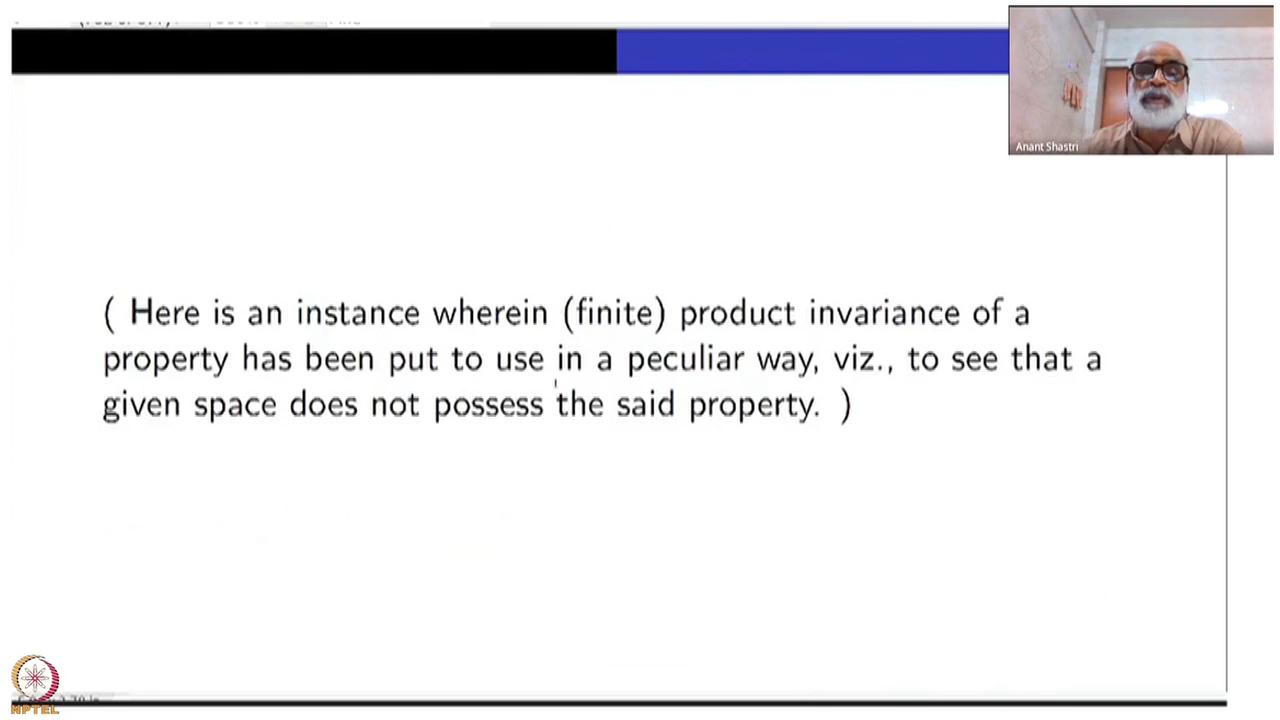 Anant Shastri
( Here is an instance wherein (finite) product invariance of a
property has been put to use in a peculiar way, viz., to see that a
given space does not possess the said property. )
NPTEL